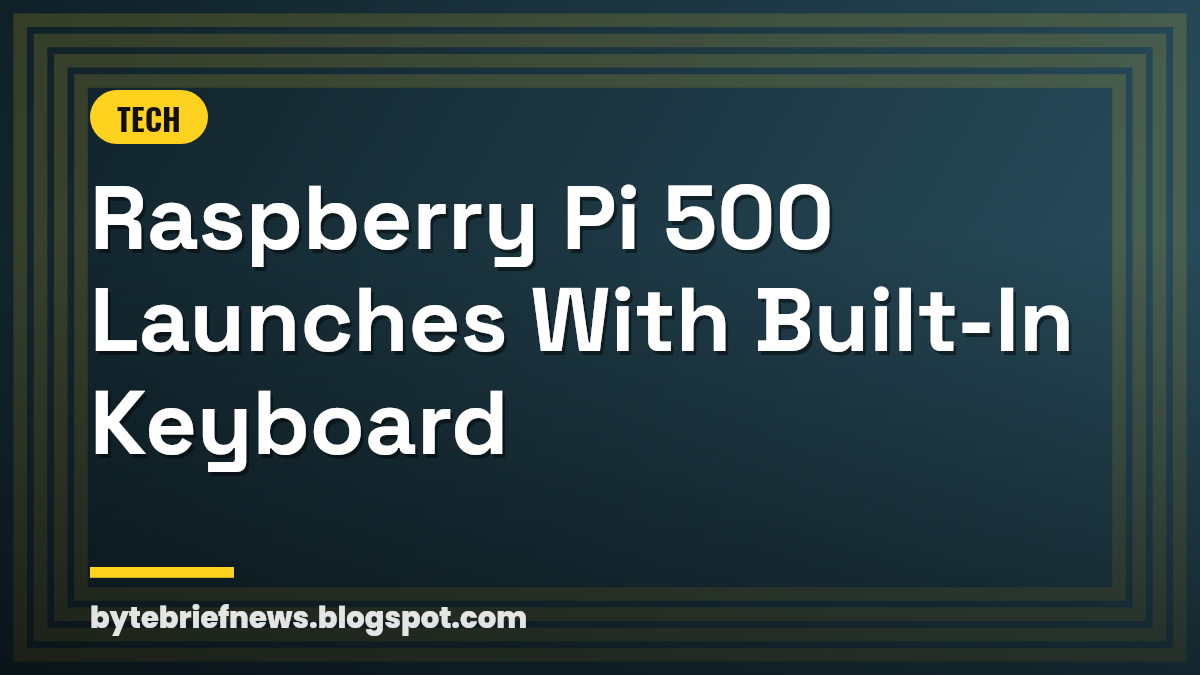 TECH
Raspberry Pi 500
Launches With Built-In
Keyboard
bytebriefnews.blogspot.com